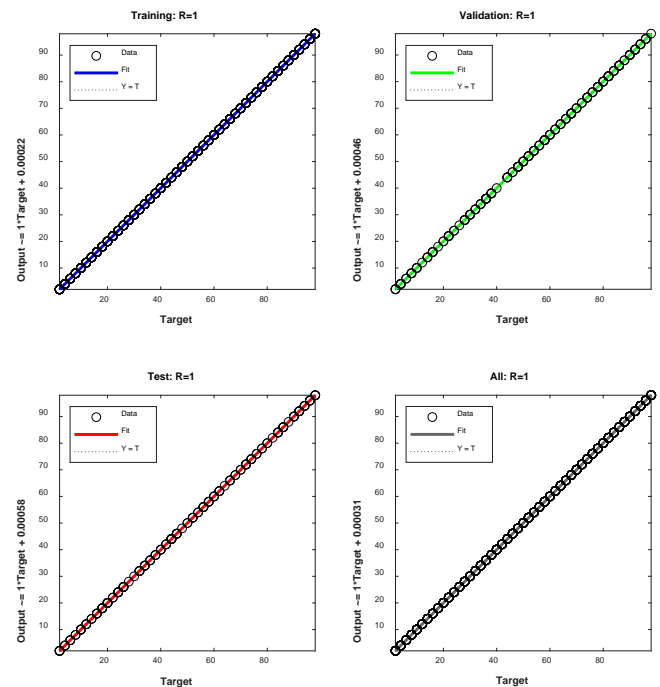 Training: R=1
Output ~= 1*Target + 0.00022
Data
Fit
Y = T
90
80
70
60
50
40
30
20
10
20
40
60
80
Target
Validation: R=1
Output ~= 1*Target + 0.00046
Data
Fit
Y = T
90
80
70
60
50
40
30
20
10
20
40
60
80
Target
Test: R=1
Output ~= 1*Target + 0.00058
Data
Fit
Y = T
90
80
70
60
50
40
30
20
10
20
40
60
80
Target
All: R=1
Output ~= 1*Target + 0.00031
Data
Fit
Y = T
90
80
70
60
50
40
30
20
10
20
40
60
80
Target